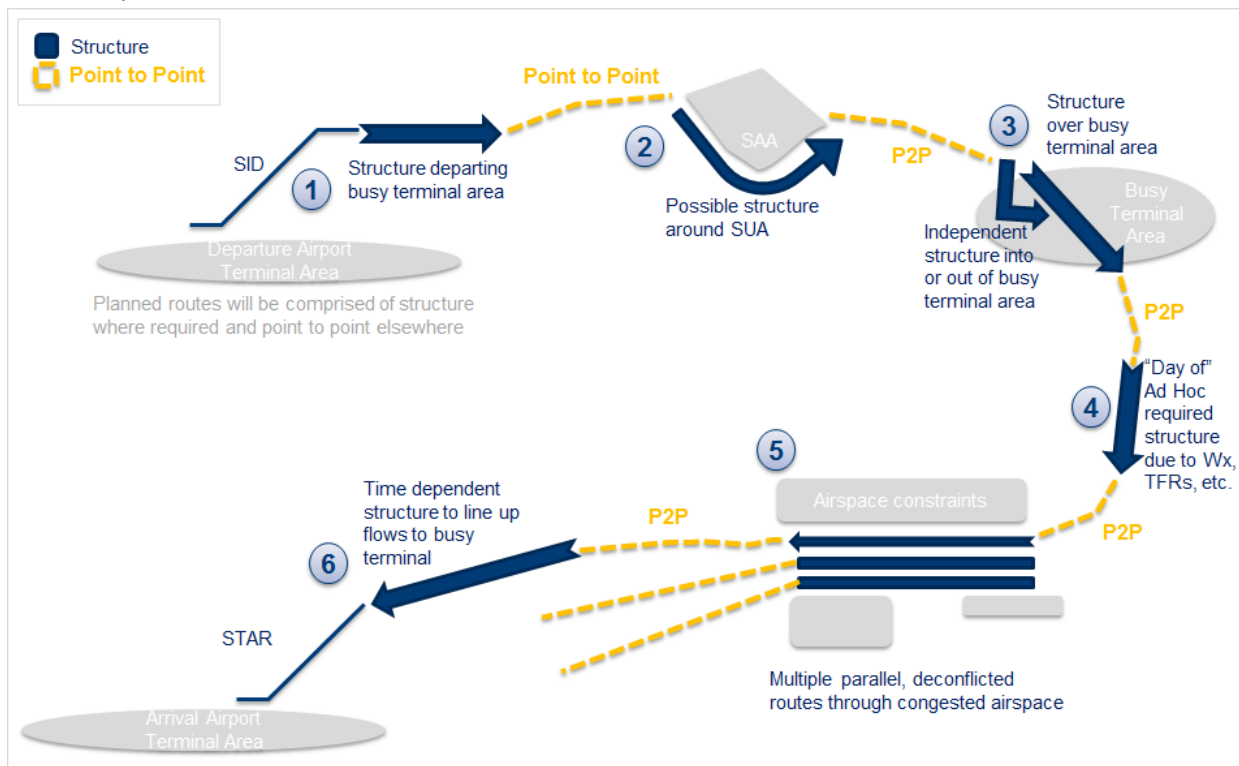 Structure
Point to Point
SID
1
Structure departing
busy terminal area
Departure Airport
Terminal Area
Planned routes will be comprised of structure
where required and point to point elsewhere
Point to Point
2
SAA
Possible structure
around SUA
P2P
3
Structure
over busy
terminal area
Busy
Terminal
Area
Independent
structure into
or out of busy
terminal area
P2P
4
“Day of”
Ad Hoc
required
structure
due to Wx,
TFRs, etc.
P2P
5
Airspace constraints
Multiple parallel, deconflicted
routes through congested airspace
P2P
Time dependent
structure to line up
flows to busy
terminal
6
STAR
Arrival Airport
Terminal Area